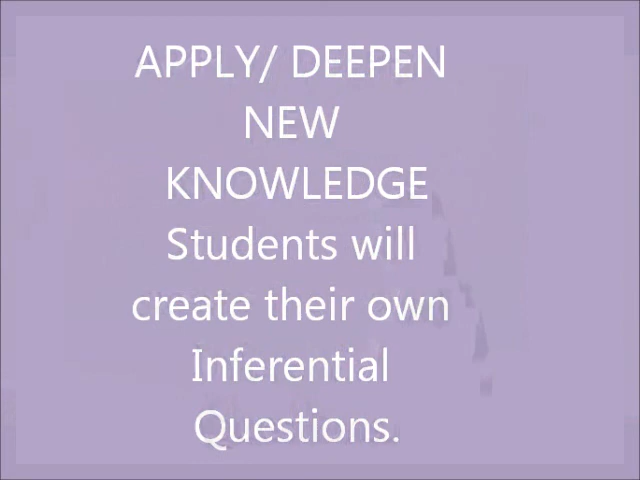 APPLY/ DEEPEN
NEW
KNOWLEDGE
Students will
create their own
Inferential
Questions.